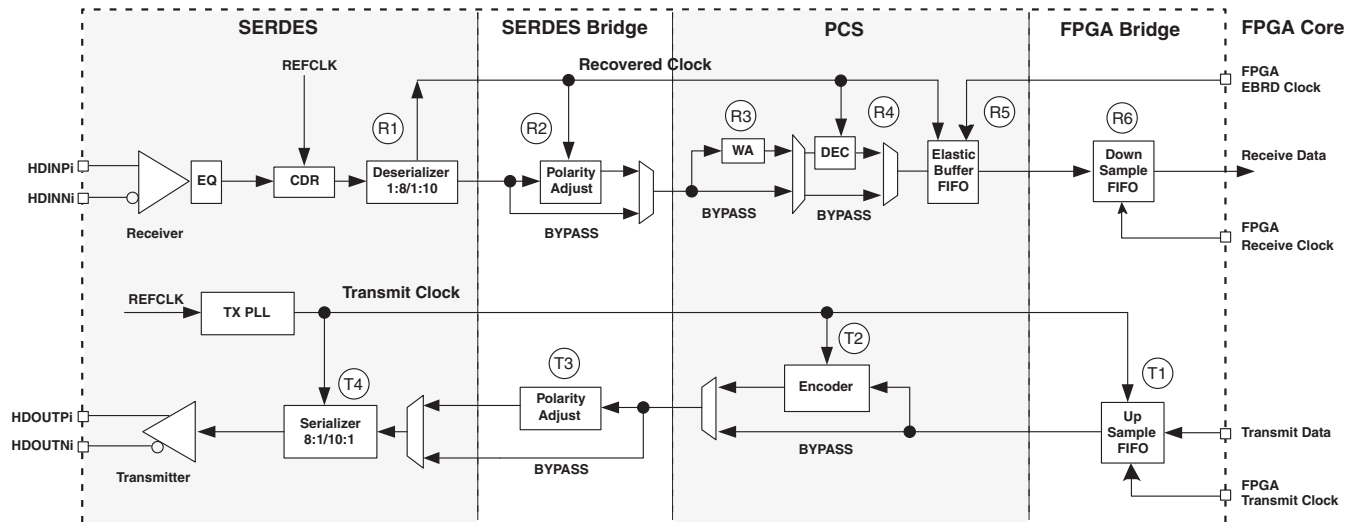 SERDES
SERDES Bridge
PCS
FPGA Bridge
FPGA Core
REFCLK
Recovered Clock
FPGA
EBRD Clock
R1
R2
R3
R4
R5
R6
HDINPi
HDINNi
EQ
CDR
Deserializer
1:8/1:10
Polarity
Adjust
WA
DEC
Elastic
Buffer
FIFO
Down
Sample
FIFO
Receive Data
Receiver
BYPASS
BYPASS
BYPASS
FPGA
Receive Clock
REFCLK
TX PLL
Transmit Clock
T4
T3
T2
T1
HDOUTPi
HDOUTNi
Serializer
8:1/10:1
Polarity
Adjust
Encoder
Up
Sample
FIFO
Transmit Data
Transmitter
BYPASS
BYPASS
FPGA
Transmit Clock